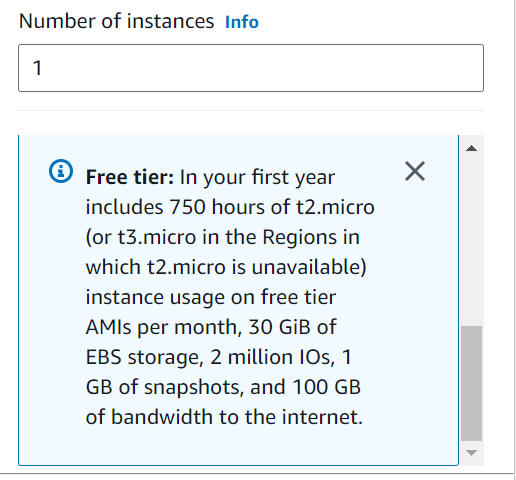 Number of instances Info
1
Free tier: In your first year
includes 750 hours of t2.micro
(or t3.micro in the Regions in
which t2.micro is unavailable)
instance usage on free tier
AMIs per month, 30 GiB of
EBS storage, 2 million IOs, 1
GB of snapshots, and 100 GB
of bandwidth to the internet.